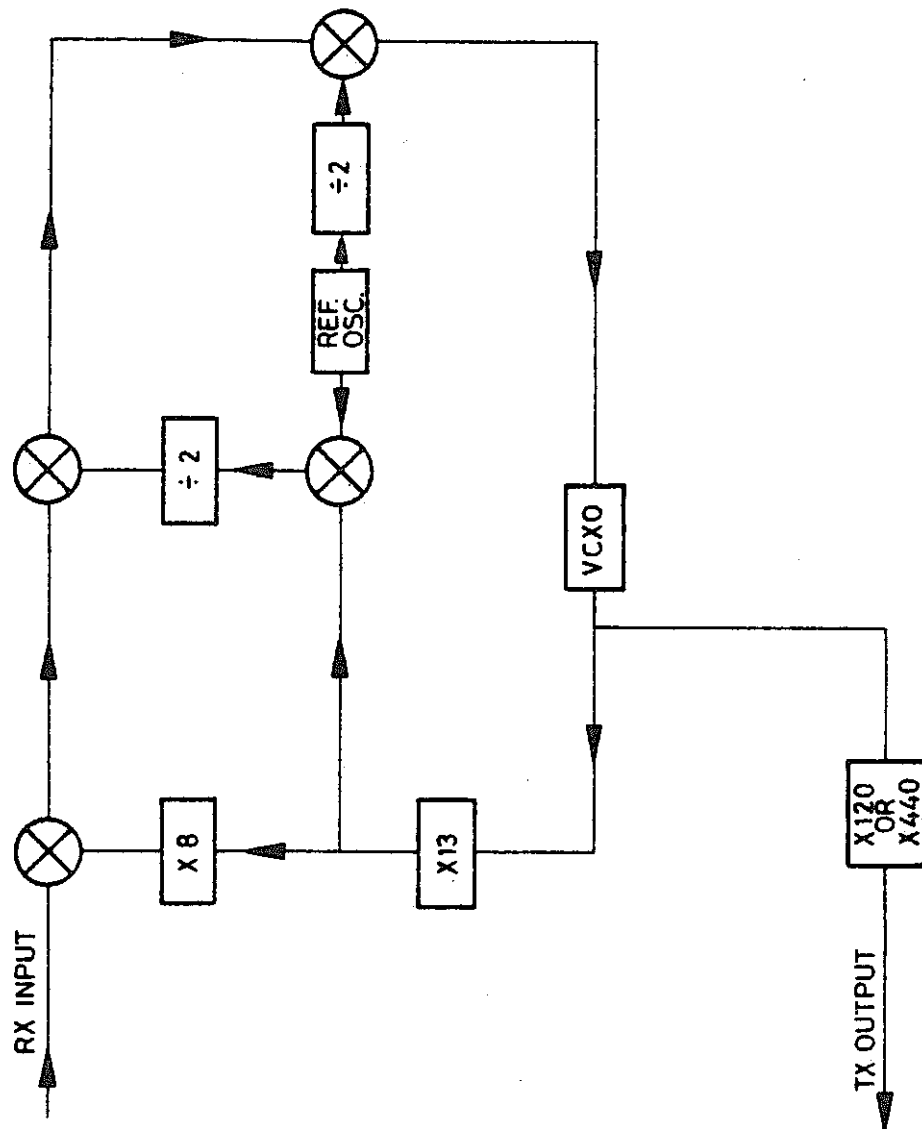 RX INPUT
X 8
÷ 2
X13
REF.
OSC.
÷2
VCXO
X120
OR
X440
TX OUTPUT